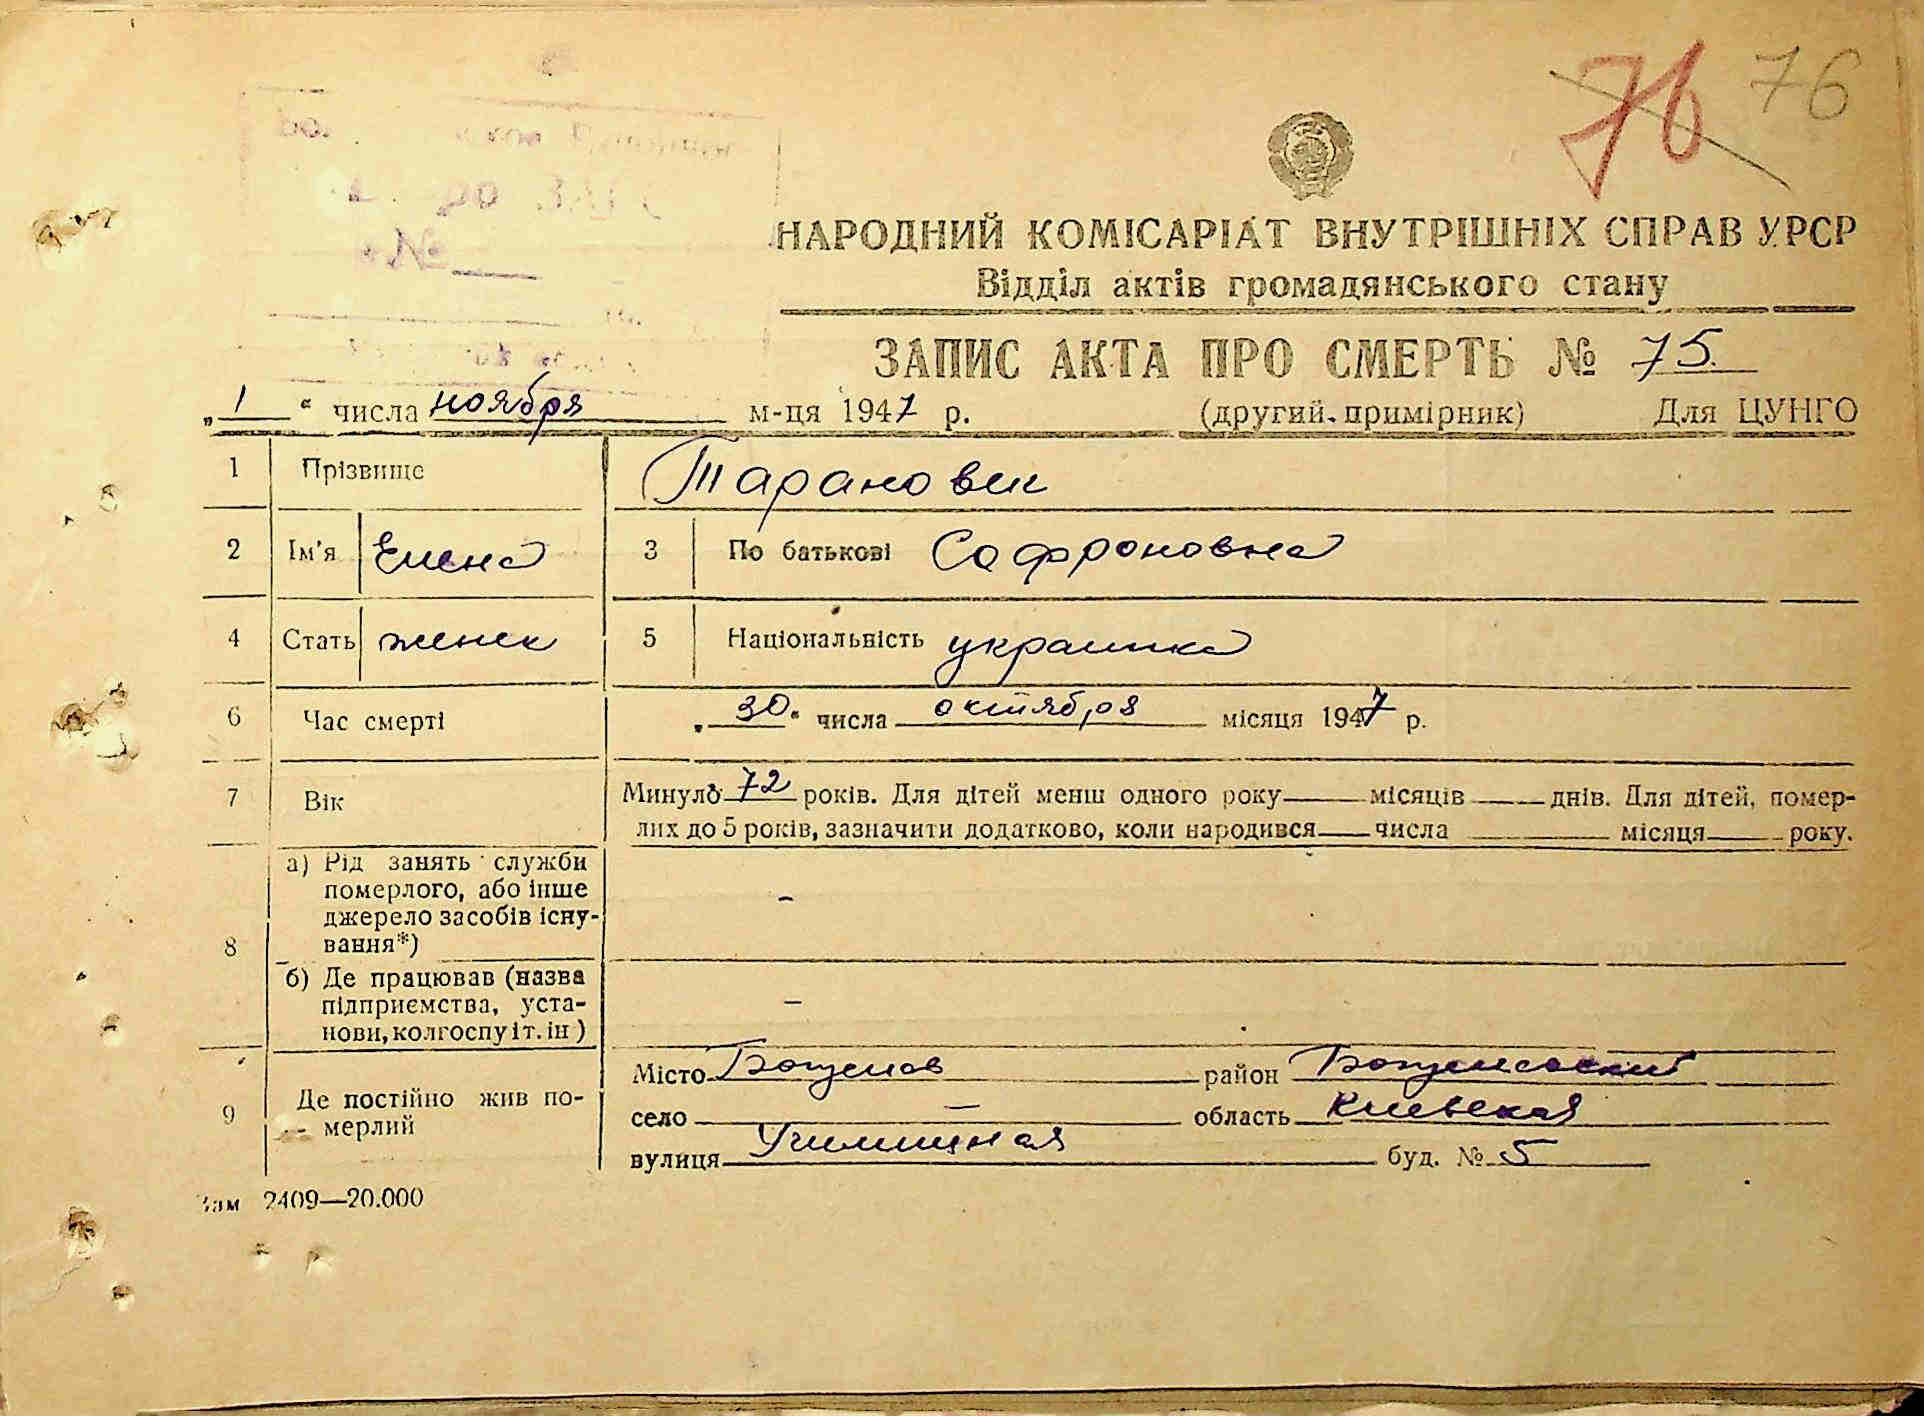 76 76
НАРОДНИЙ КОМІСАРІАТ ВНУТРІШНІХ СПРАВ УРСР
Відділ актів громадянського стану
ЗАПИС АКТА ПРО СМЕРТЬ № 75.
„1“ числа ноября м-ця 1947 р. (другий примірник) Для ЦУНГО
1 Прізвище Таранович
2 Ім'я Елена 3 По батькові Софроновна
4 Стать женск 5 Національність украинка
6 Час смерті „30“ числа октября місяця 1947 р.
7 Вік Минуло 72 років. Для дітей менш одного року місяців днів. Для дітей, помер-
лих до 5 років, зазначити додатково, коли народився числа місяця року.
8 а) Рід занять служби
померлого, або інше
джерело засобів існу-
вання*) –
б) Де працював (назва
підприємства, уста-
нови, колгоспу і т. ін) –
9 Де постійно жив по-
мерлий
Місто район
село – область Киевская
вулиця Училищная буд. № 5
Зам 2409—20.000